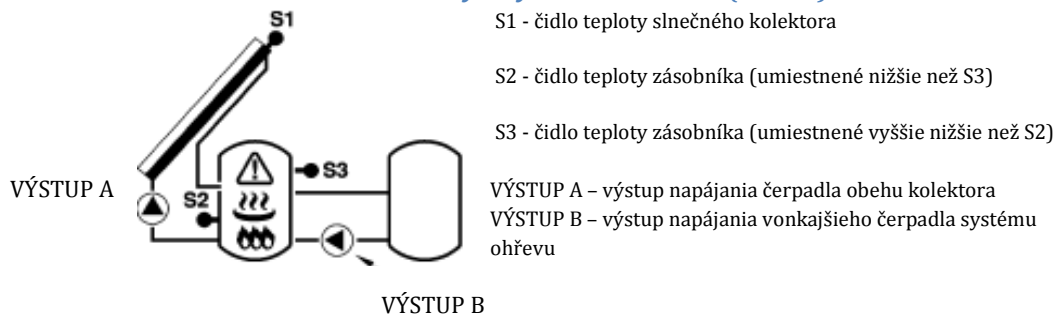 S1
S1 - čidlo teploty slnečného kolektora
S2 - čidlo teploty zásobníka (umiestnené nižšie než S3)
S3 - čidlo teploty zásobníka (umiestnené vyššie nižšie než S2)
S3
VÝSTUP A
S2
VÝSTUP A – výstup napájania čerpadla obehu kolektora
VÝSTUP B – výstup napájania vonkajšieho čerpadla systému
ohřevu
VÝSTUP B